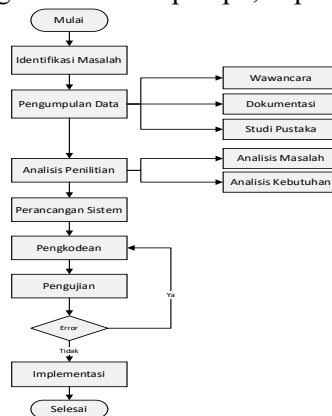 Mulai
Identifikasi Masalah
Pengumpulan Data
Wawancara
Dokumentasi
Studi Pustaka
Analisis Penilitian
Analisis Masalah
Analisis Kebutuhan
Perancangan Sistem
Pengkodean
Pengujian
Ya
Error
Tidak
Implementasi
Selesai